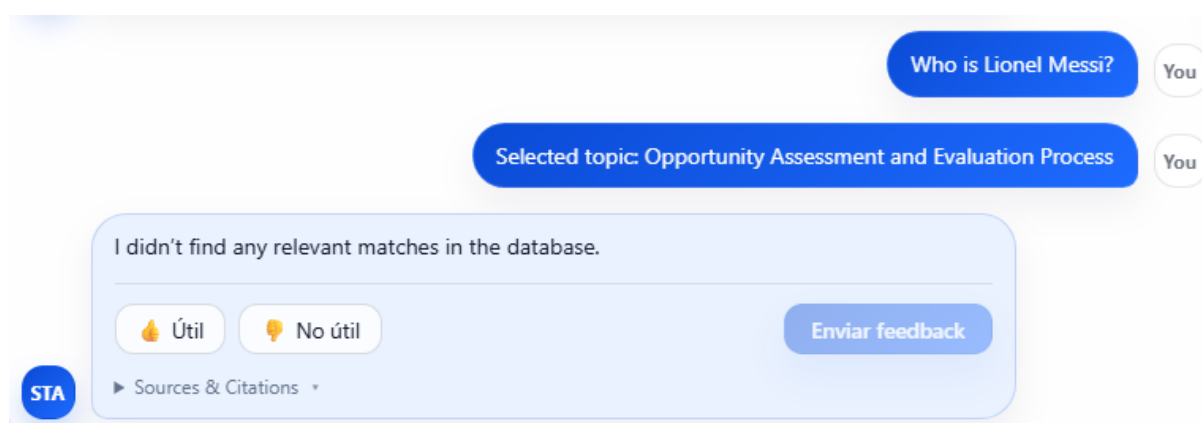 Who is Lionel Messi?
You
Selected topic: Opportunity Assessment and Evaluation Process
You
I didn't find any relevant matches in the database.
👍 Útil 👎 No útil Enviar feedback
▶ Sources & Citations
STA